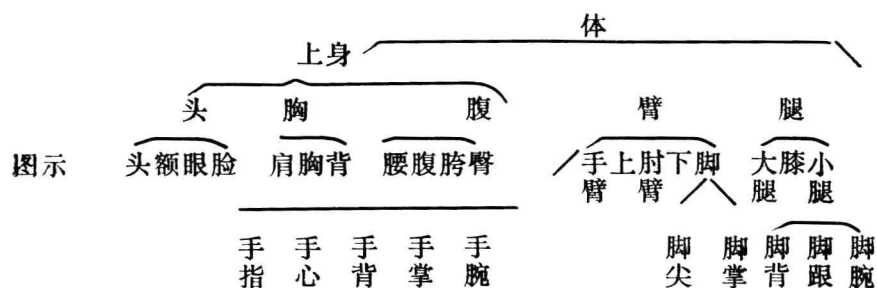 体
上身
头 胸 腹 臂 腿
图示 头额眼脸 肩胸背 腰腹胯臀 手臂 上臂 肘 下臂 脚 大腿 膝 小腿
手指 手心 手背 手掌 手腕 脚尖 脚掌 脚背 脚跟 脚腕